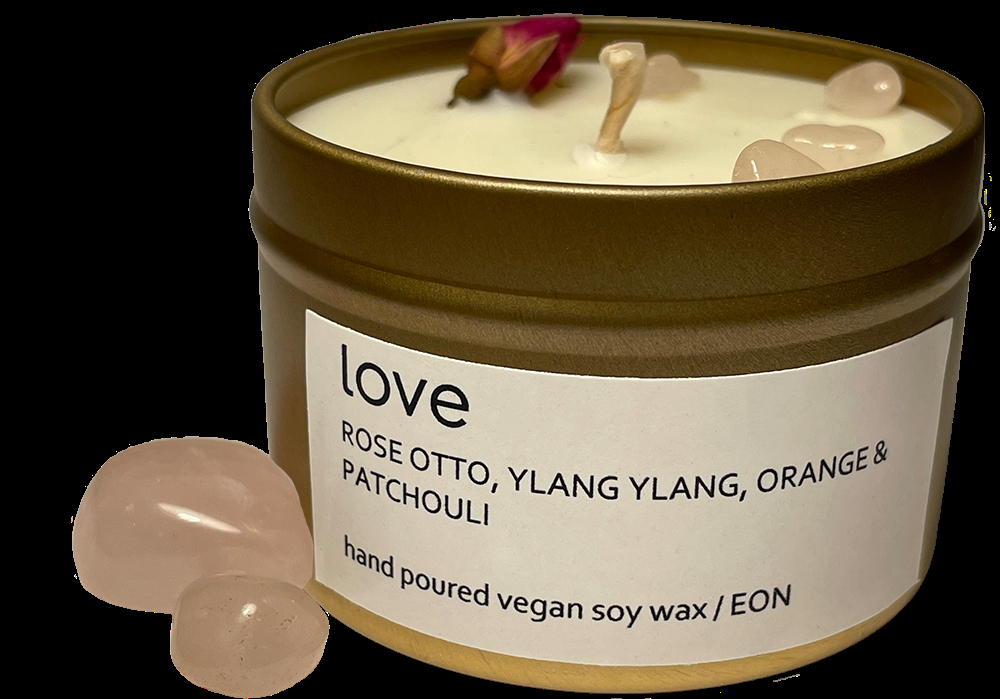 love
ROSE OTTO, YLANG YLANG, ORANGE &
PATCHOULI
hand poured vegan soy wax / EON